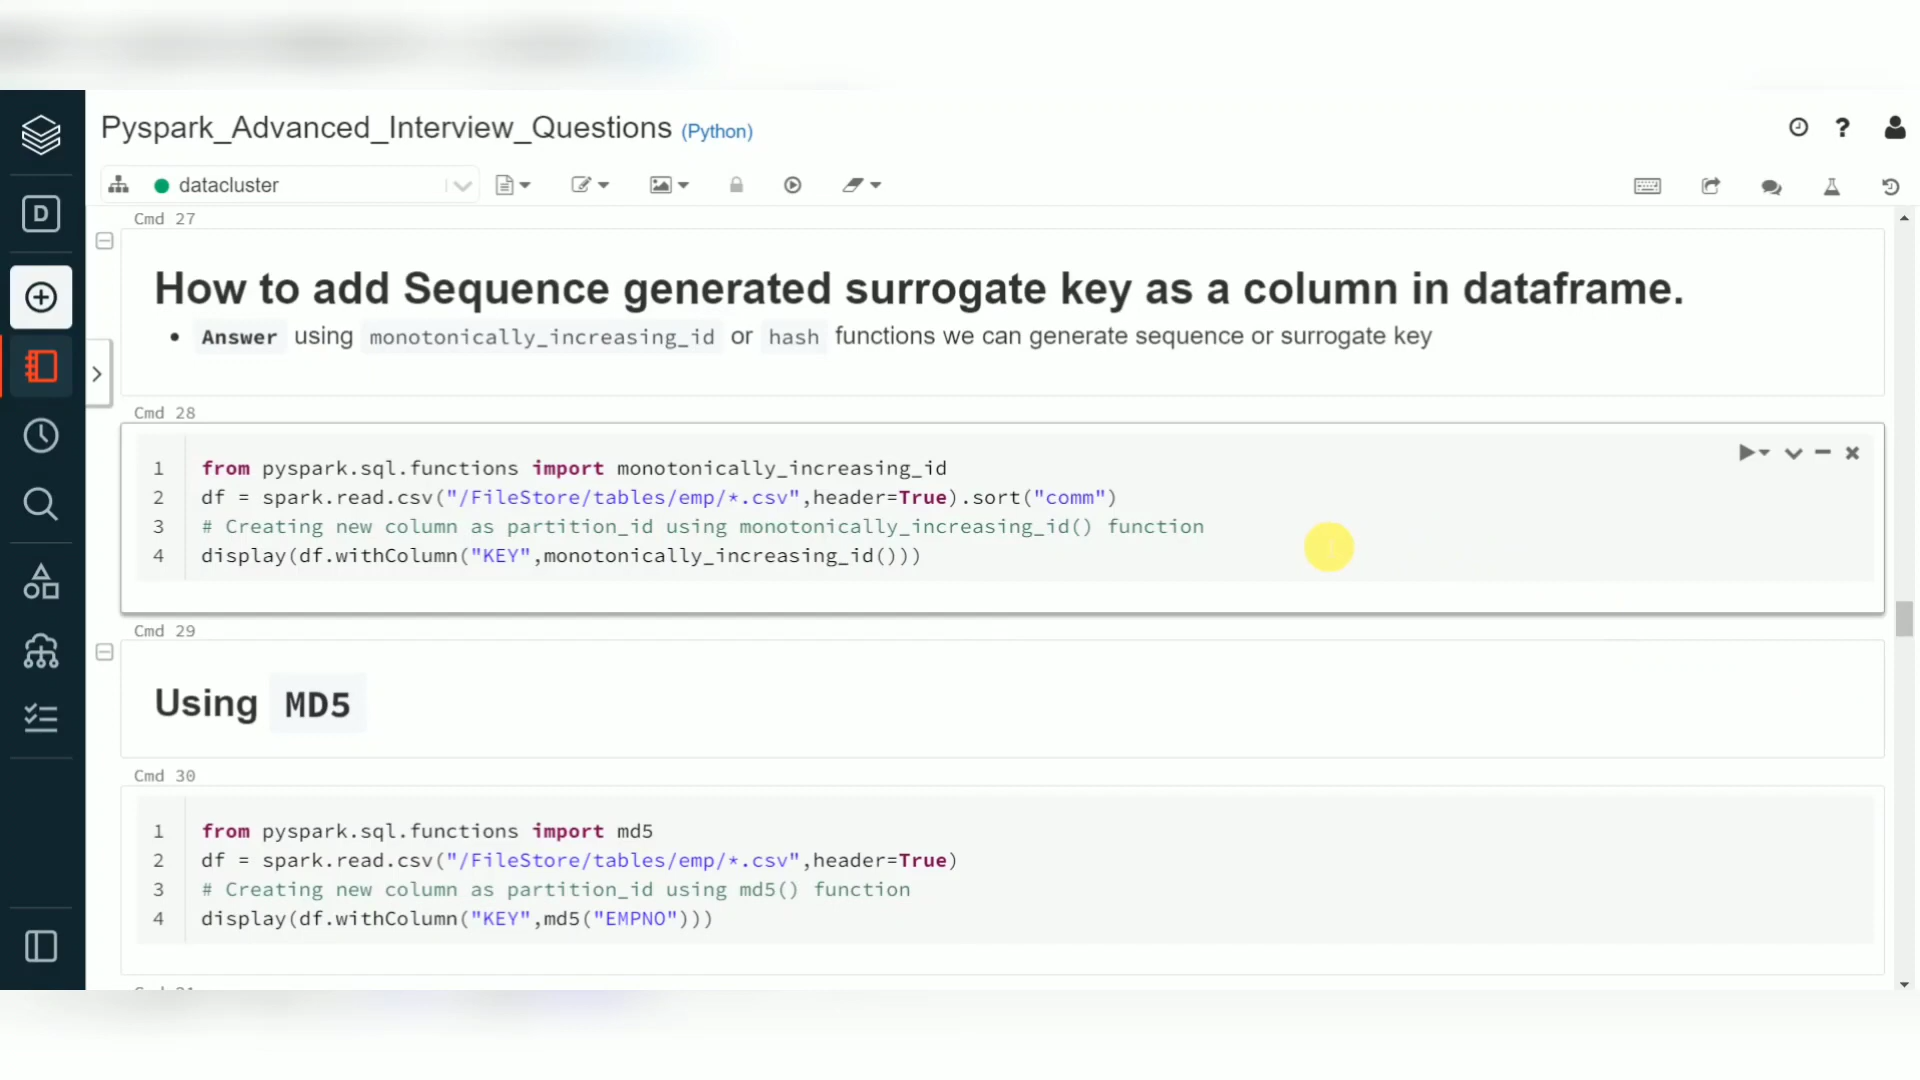 Pyspark_Advanced_Interview_Questions (Python)
D
datacluster
?
Cmd 27
How to add Sequence generated surrogate key as a column in dataframe.
• Answer using monotonically_increasing_id or hash functions we can generate sequence or surrogate key
Cmd 28
1 from pyspark.sql.functions import monotonically_increasing_id
2 df = spark.read.csv("/FileStore/tables/emp/*.csv",header=True).sort("comm")
3 # Creating new column as partition_id using monotonically_increasing_id() function
4 display(df.withColumn("KEY",monotonically_increasing_id()))
Cmd 29
Using MD5
Cmd 30
1 from pyspark.sql.functions import md5
2 df = spark.read.csv("/FileStore/tables/emp/*.csv",header=True)
3 # Creating new column as partition_id using md5() function
4 display(df.withColumn("KEY",md5("EMPNO")))